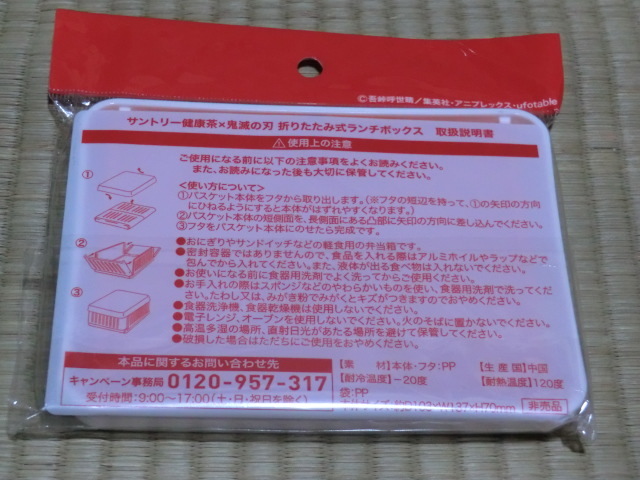 ©吾峠呼世晴／集英社・アニプレックス・ufotable
サントリー健康茶×鬼滅の刃 折りたたみ式ランチボックス 取扱説明書
使用上の注意
ご使用になる前に以下の注意事項をよくお読みください。
また、お読みになった後も大切に保管してください。
<使い方について>
①バスケット本体をフタから取り出します。(※フタの短辺を持って、①の矢印の方向
にひねるようにすると本体がはずれやすくなります。)
②バスケット本体の短側面を、長側面にある凸部に矢印の方向に差し込んでください。
③フタをバスケット本体にのせたら完成です。
①
②
③
●おにぎりやサンドイッチなどの軽食用の弁当箱です。
●密封容器ではありませんので、食品を入れる際はアルミホイルやラップなどで
包んでから入れてください。また、液体が出る食べ物は入れないでください。
●お使いになる前に食器用洗剤でよく洗ってからご使用ください。
●お手入れの際はスポンジなどのやわらかいものを使い、食器用洗剤で洗ってくだ
さい。たわし又は、みがき粉でみがくとキズがつきますのでおやめください。
●食器洗浄機、食器乾燥機は使用しないでください。
●電子レンジ、オーブンを使用しないでください。火のそばに置かないでください。
●高温多湿の場所、直射日光があたる場所を避けて保管してください。
●破損した場合はただちにご使用をおやめください。
本品に関するお問い合わせ先
キャンペーン事務局 0120-957-317
受付時間:9:00～17:00(土・日・祝日を除く)
【素 材】本体・フタ:PP 【生産国】中国
【耐冷温度】-20度 【耐熱温度】120度
袋:PP
W137×H70mm 非売品